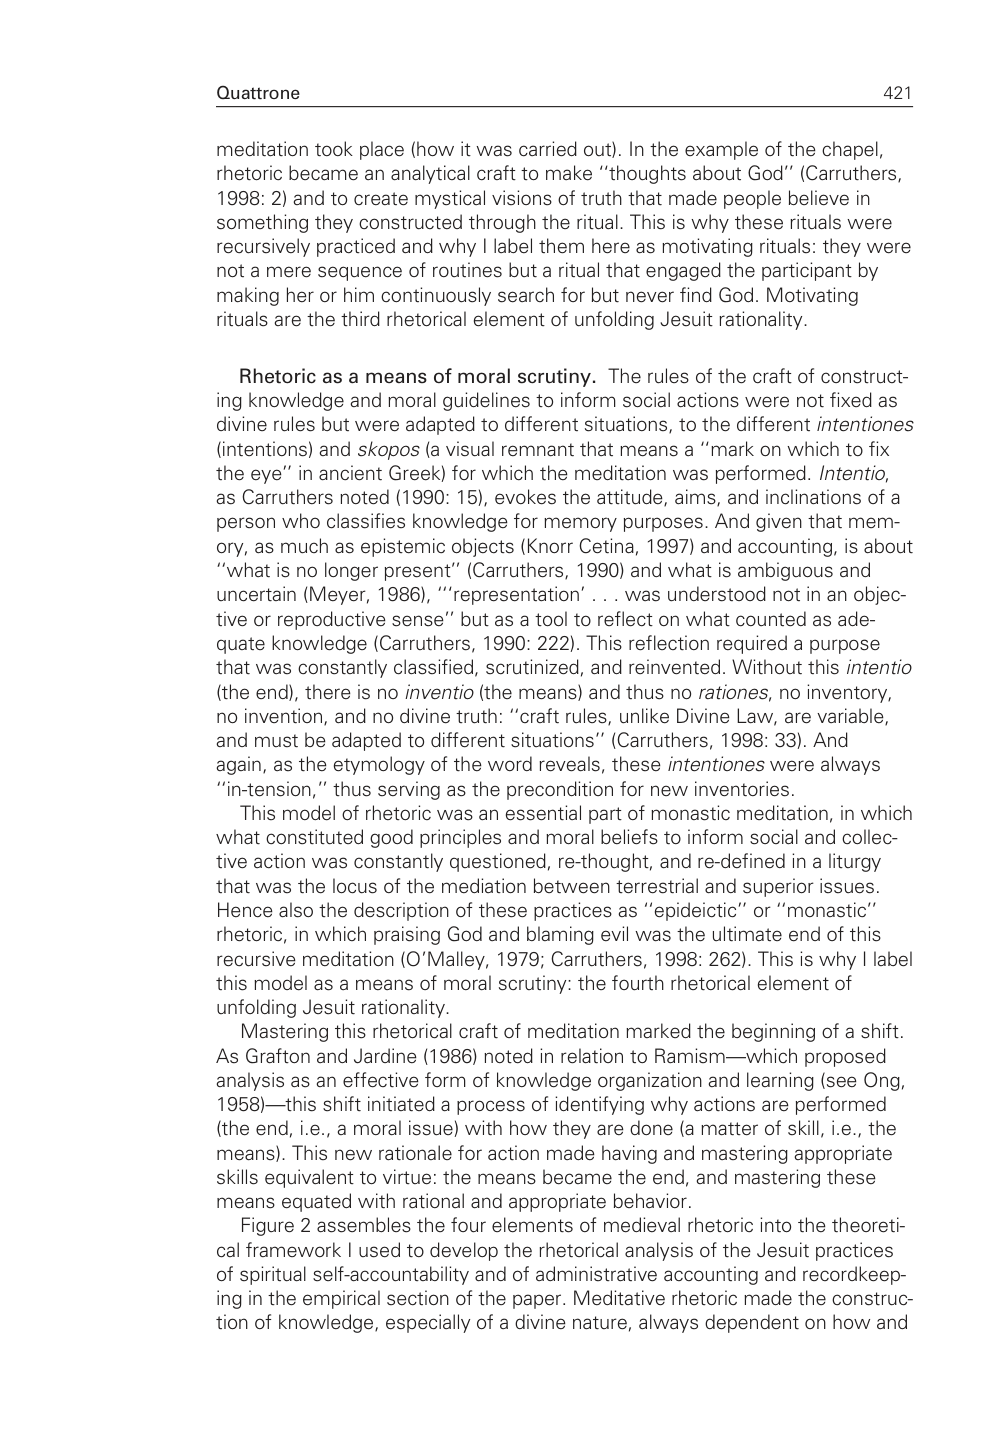 Quattrone 421
meditation took place (how it was carried out). In the example of the chapel,
rhetoric became an analytical craft to make ‘‘thoughts about God’’ (Carruthers,
1998: 2) and to create mystical visions of truth that made people believe in
something they constructed through the ritual. This is why these rituals were
recursively practiced and why I label them here as motivating rituals: they were
not a mere sequence of routines but a ritual that engaged the participant by
making her or him continuously search for but never find God. Motivating
rituals are the third rhetorical element of unfolding Jesuit rationality.
Rhetoric as a means of moral scrutiny. The rules of the craft of construct-
ing knowledge and moral guidelines to inform social actions were not fixed as
divine rules but were adapted to different situations, to the different intentiones
(intentions) and skopos (a visual remnant that means a ‘‘mark on which to fix
the eye’’ in ancient Greek) for which the meditation was performed. Intentio,
as Carruthers noted (1990: 15), evokes the attitude, aims, and inclinations of a
person who classifies knowledge for memory purposes. And given that mem-
ory, as much as epistemic objects (Knorr Cetina, 1997) and accounting, is about
‘‘what is no longer present’’ (Carruthers, 1990) and what is ambiguous and
uncertain (Meyer, 1986), ‘‘‘representation’ . . . was understood not in an objec-
tive or reproductive sense’’ but as a tool to reflect on what counted as ade-
quate knowledge (Carruthers, 1990: 222). This reflection required a purpose
that was constantly classified, scrutinized, and reinvented. Without this intentio
(the end), there is no inventio (the means) and thus no rationes, no inventory,
no invention, and no divine truth: ‘‘craft rules, unlike Divine Law, are variable,
and must be adapted to different situations’’ (Carruthers, 1998: 33). And
again, as the etymology of the word reveals, these intentiones were always
‘‘in-tension,’’ thus serving as the precondition for new inventories.
This model of rhetoric was an essential part of monastic meditation, in which
what constituted good principles and moral beliefs to inform social and collec-
tive action was constantly questioned, re-thought, and re-defined in a liturgy
that was the locus of the mediation between terrestrial and superior issues.
Hence also the description of these practices as ‘‘epideictic’’ or ‘‘monastic’’
rhetoric, in which praising God and blaming evil was the ultimate end of this
recursive meditation (O’Malley, 1979; Carruthers, 1998: 262). This is why I label
this model as a means of moral scrutiny: the fourth rhetorical element of
unfolding Jesuit rationality.
Mastering this rhetorical craft of meditation marked the beginning of a shift.
As Grafton and Jardine (1986) noted in relation to Ramism—which proposed
analysis as an effective form of knowledge organization and learning (see Ong,
1958)—this shift initiated a process of identifying why actions are performed
(the end, i.e., a moral issue) with how they are done (a matter of skill, i.e., the
means). This new rationale for action made having and mastering appropriate
skills equivalent to virtue: the means became the end, and mastering these
means equated with rational and appropriate behavior.
Figure 2 assembles the four elements of medieval rhetoric into the theoreti-
cal framework I used to develop the rhetorical analysis of the Jesuit practices
of spiritual self-accountability and of administrative accounting and recordkeep-
ing in the empirical section of the paper. Meditative rhetoric made the construc-
tion of knowledge, especially of a divine nature, always dependent on how and